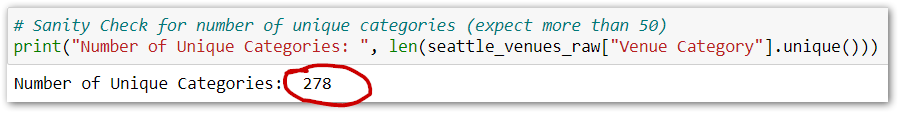 # Sanity Check for number of unique categories (expect more than 50)
print("Number of Unique Categories: ", len(seattle_venues_raw["Venue Category"].unique()))
Number of Unique Categories:  278